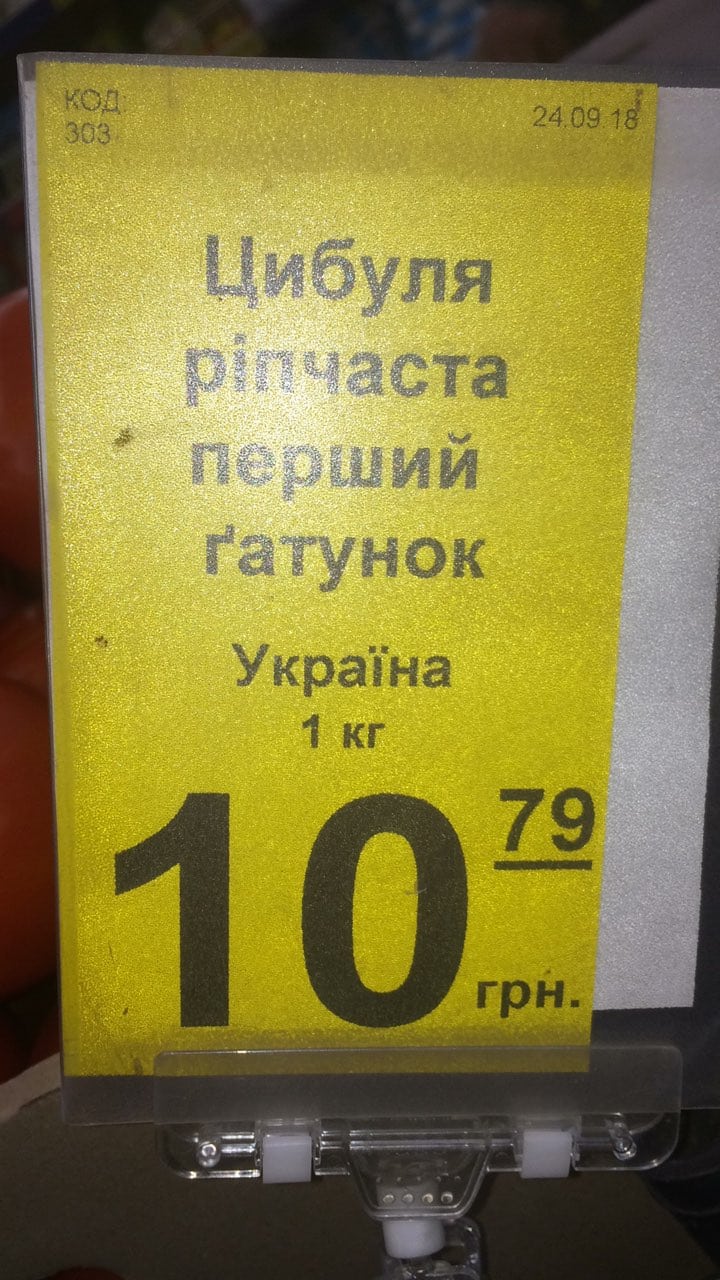 КОД:
303
24.09.18
Цибуля
ріпчаста
перший
ґатунок
Україна
1 кг
10 79
грн.